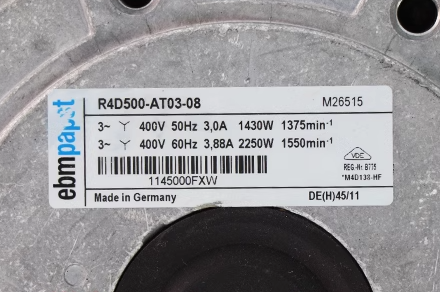 ebmpapst
R4D500-AT03-08 M26515
3~ Y 400V 50Hz 3,0A 1430W 1375min-1
3~ Y 400V 60Hz 3,88A 2250W 1550min-1
VDE
REG.-Nr. B775
*M4D138-HF
1145000FXW
Made in Germany DE(H)45/11